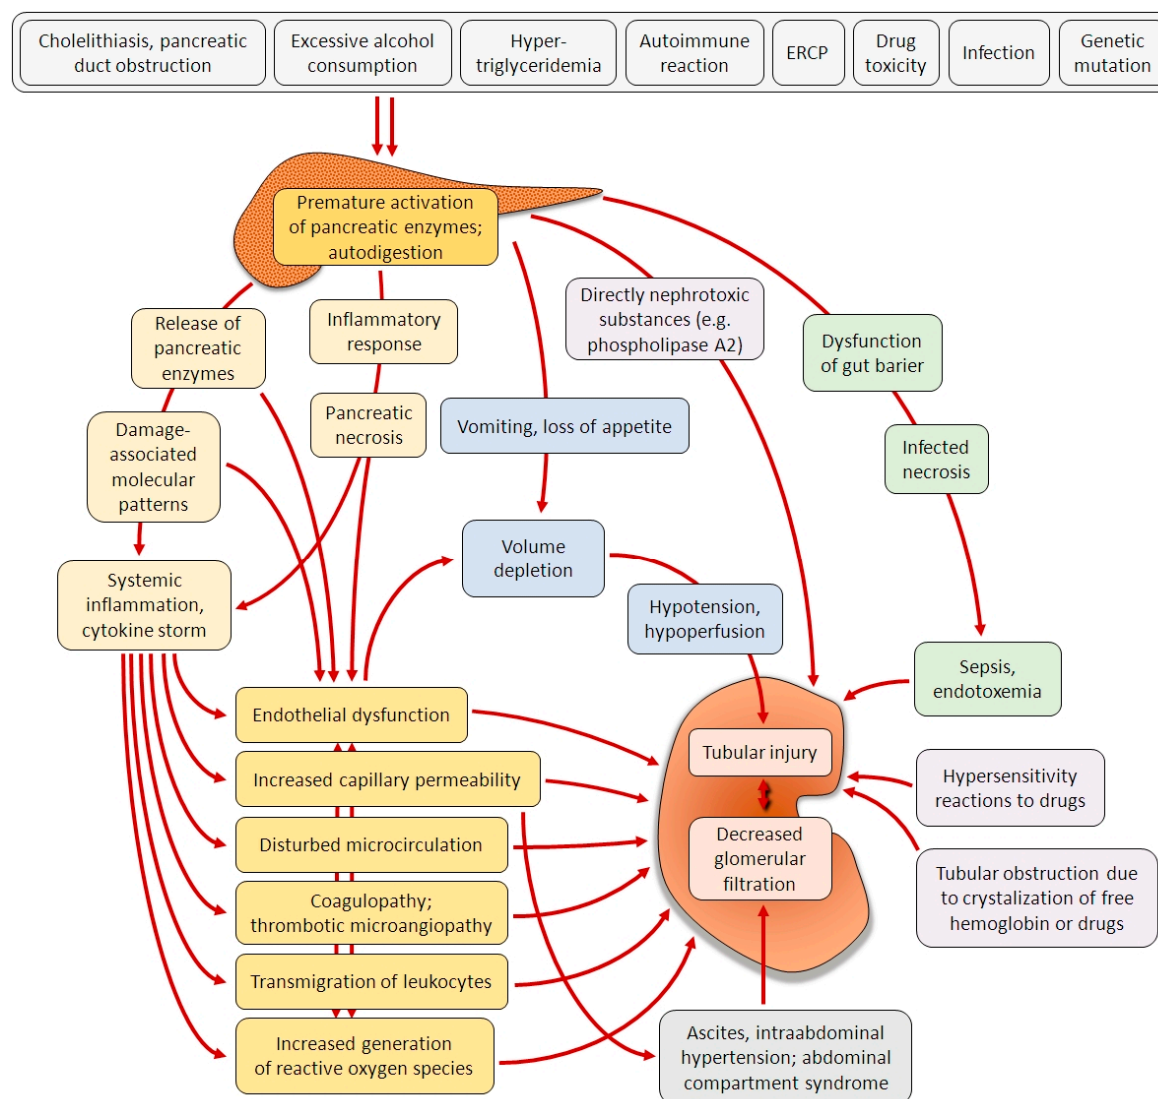 Cholelithiasis, pancreatic
duct obstruction
Excessive alcohol
consumption
Hyper-
triglyceridemia
Autoimmune
reaction
ERCP
Drug
toxicity
Infection
Genetic
mutation
Premature activation
of pancreatic enzymes;
autodigestion
Release of
pancreatic
enzymes
Inflammatory
response
Directly nephrotoxic
substances (e.g.
phospholipase A2)
Dysfunction
of gut barier
Damage-
associated
molecular
patterns
Pancreatic
necrosis
Vomiting, loss of appetite
Infected
necrosis
Volume
depletion
Systemic
inflammation,
cytokine storm
Hypotension,
hypoperfusion
Sepsis,
endotoxemia
Endothelial dysfunction
Tubular injury
Increased capillary permeability
Hypersensitivity
reactions to drugs
Disturbed microcirculation
Decreased
glomerular
filtration
Coagulopathy;
thrombotic microangiopathy
Tubular obstruction due
to crystalization of free
hemoglobin or drugs
Transmigration of leukocytes
Increased generation
of reactive oxygen species
Ascites, intraabdominal
hypertension; abdominal
compartment syndrome